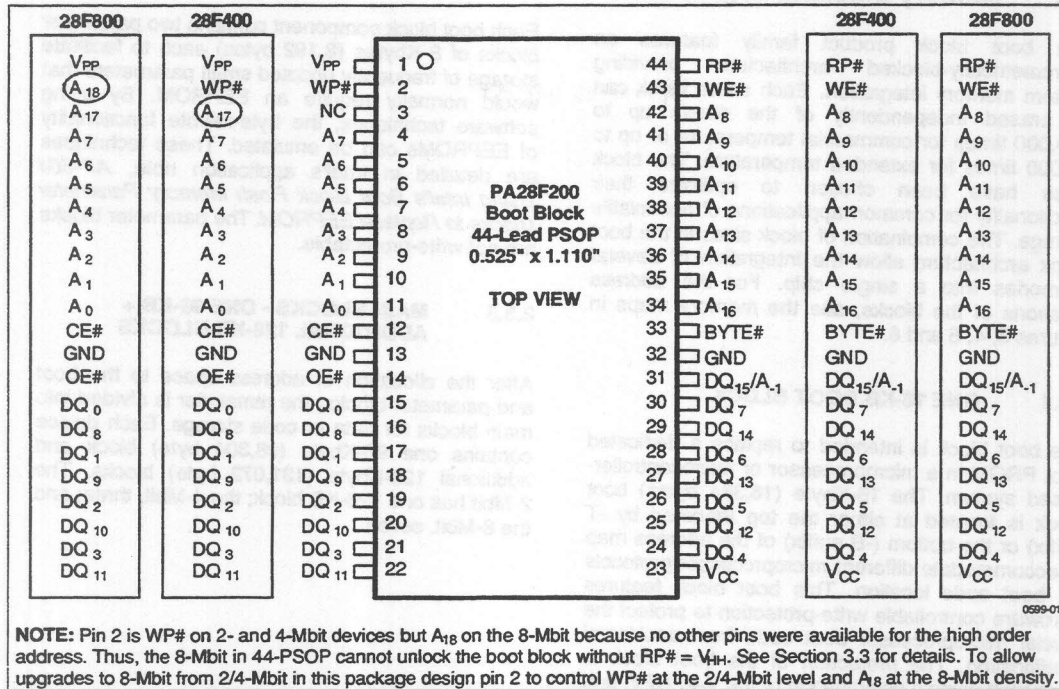 28F800 28F400 28F400 28F800
VPP VPP VPP 1 44 RP# RP# RP#
A18 WP# WP# 2 43 WE# WE# WE#
A17 A17 NC 3 42 A8 A8 A8
A7 A7 A7 4 41 A9 A9 A9
A6 A6 A6 5 40 A10 A10 A10
A5 A5 A5 6 39 A11 A11 A11
A4 A4 A4 7 38 A12 A12 A12
A3 A3 A3 8 37 A13 A13 A13
A2 A2 A2 9 36 A14 A14 A14
A1 A1 A1 10 35 A15 A15 A15
A0 A0 A0 11 34 A16 A16 A16
CE# CE# CE# 12 33 BYTE# BYTE# BYTE#
GND GND GND 13 32 GND GND GND
OE# OE# OE# 14 31 DQ15/A-1 DQ15/A-1 DQ15/A-1
DQ0 DQ0 DQ0 15 30 DQ7 DQ7 DQ7
DQ8 DQ8 DQ8 16 29 DQ14 DQ14 DQ14
DQ1 DQ1 DQ1 17 28 DQ6 DQ6 DQ6
DQ9 DQ9 DQ9 18 27 DQ13 DQ13 DQ13
DQ2 DQ2 DQ2 19 26 DQ5 DQ5 DQ5
DQ10 DQ10 DQ10 20 25 DQ12 DQ12 DQ12
DQ3 DQ3 DQ3 21 24 DQ4 DQ4 DQ4
DQ11 DQ11 DQ11 22 23 VCC VCC VCC
PA28F200
Boot Block
44-Lead PSOP
0.525" x 1.110"
TOP VIEW
NOTE: Pin 2 is WP# on 2- and 4-Mbit devices but A18 on the 8-Mbit because no other pins were available for the high order
address. Thus, the 8-Mbit in 44-PSOP cannot unlock the boot block without RP# = VHH. See Section 3.3 for details. To allow
upgrades to 8-Mbit from 2/4-Mbit in this package design pin 2 to control WP# at the 2/4-Mbit level and A18 at the 8-Mbit density.